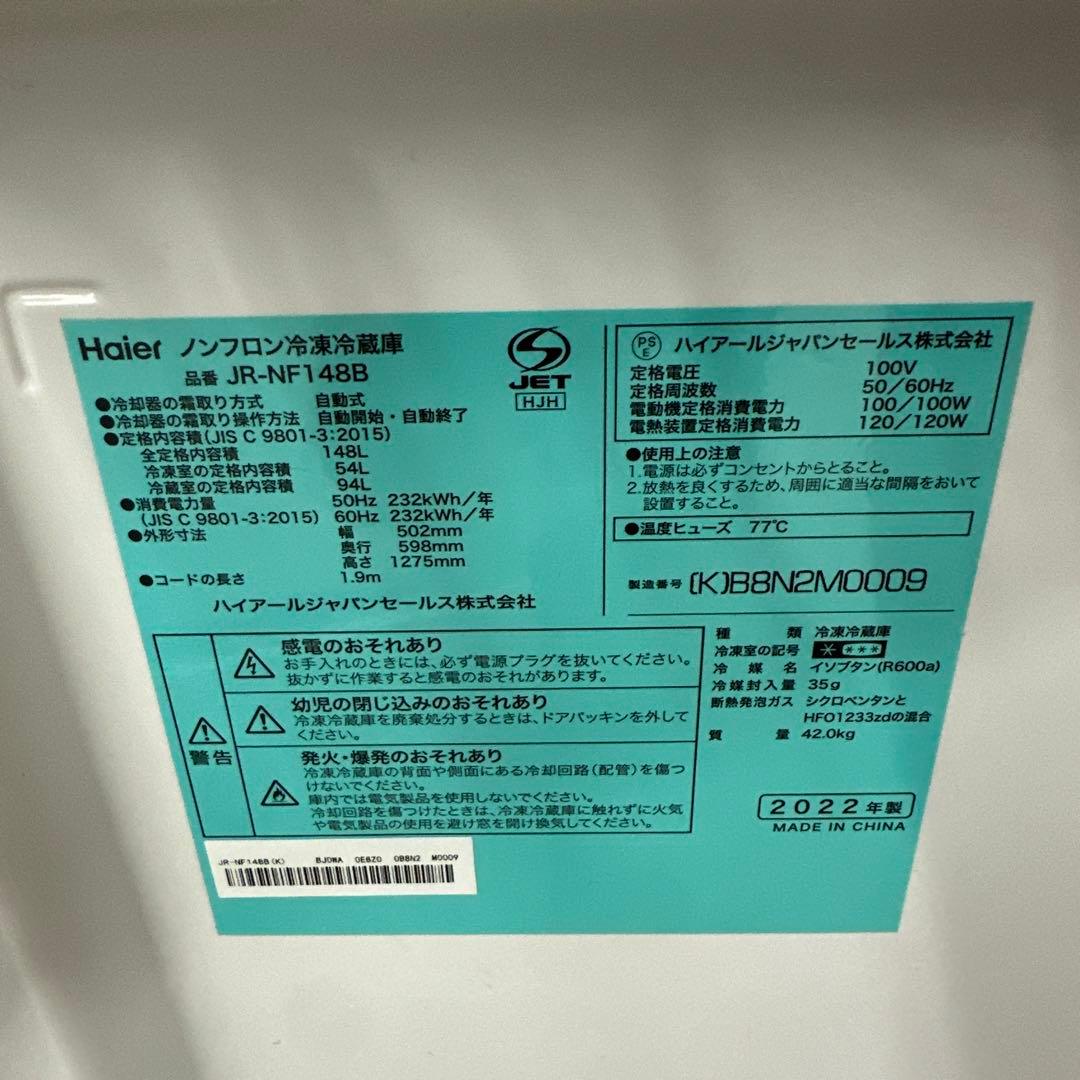 Haier ノンフロン冷凍冷蔵庫
品番 JR-NF148B
JET
HJH
●冷却器の霜取り方式 自動式
●冷却器の霜取り操作方法 自動開始・自動終了
●定格内容積(JIS C 9801-3:2015)
全定格内容積 148L
冷凍室の定格内容積 54L
冷蔵室の定格内容積 94L
●消費電力量 50Hz 232kWh/年
(JIS C 9801-3:2015) 60Hz 232kWh/年
●外形寸法 幅 502mm
奥行 598mm
高さ 1275mm
●コードの長さ 1.9m
ハイアールジャパンセールス株式会社
PS
E
ハイアールジャパンセールス株式会社
定格電圧 100V
定格周波数 50/60Hz
電動機定格消費電力 100/100W
電熱装置定格消費電力 120/120W
●使用上の注意
1.電源は必ずコンセントからとること。
2.放熱を良くするため、周囲に適当な間隔をおいて
設置すること。
●温度ヒューズ 77℃
製造番号 (K)B8N2M0009
警告
感電のおそれあり
お手入れのときには、必ず電源プラグを抜いてください。
抜かずに作業すると感電のおそれがあります。
幼児の閉じ込みのおそれあり
冷凍冷蔵庫を廃棄処分するときは、ドアパッキンを外して
ください。
発火・爆発のおそれあり
冷凍冷蔵庫の背面や側面にある冷却回路(配管)を傷つ
けないでください。
庫内では電気製品を使用しないでください。
冷却回路を傷つけたときは、冷凍冷蔵庫に触れずに火気
や電気製品の使用を避け窓を開け換気してください。
種類 冷凍冷蔵庫
冷凍室の記号 ＊ ＊＊＊
冷媒名 イソブタン(R600a)
冷媒封入量 35g
断熱発泡ガス シクロペンタンと
HFO1233zdの混合
質量 42.0kg
2022年製
MADE IN CHINA
JR-NF148B(K) BJ0WA 0E6Z0 0B8N2 M0009